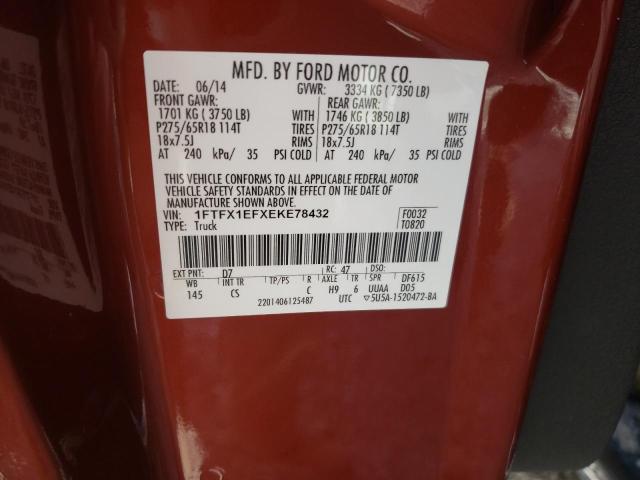 MFD. BY FORD MOTOR CO.
DATE: 06/14 GVWR: 3334 KG ( 7350 LB)
FRONT GAWR: REAR GAWR:
1701 KG ( 3750 LB) WITH 1746 KG ( 3850 LB) WITH
P275/65R18 114T TIRES P275/65R18 114T TIRES
18x7.5J RIMS 18x7.5J RIMS
AT 240 kPa/ 35 PSI COLD AT 240 kPa/ 35 PSI COLD
THIS VEHICLE CONFORMS TO ALL APPLICABLE FEDERAL MOTOR
VEHICLE SAFETY STANDARDS IN EFFECT ON THE DATE OF
MANUFACTURE SHOWN ABOVE.
VIN: 1FTFX1EFXEKE78432 F0032
TYPE: Truck T0820
EXT PNT: D7 RC: 47 DSO:
WB INT TR TP/PS R AXLE TR SPR DF615
145 CS C H9 6 UUAA D05
2201406125487 UTC ▽5U5A-1520472-BA